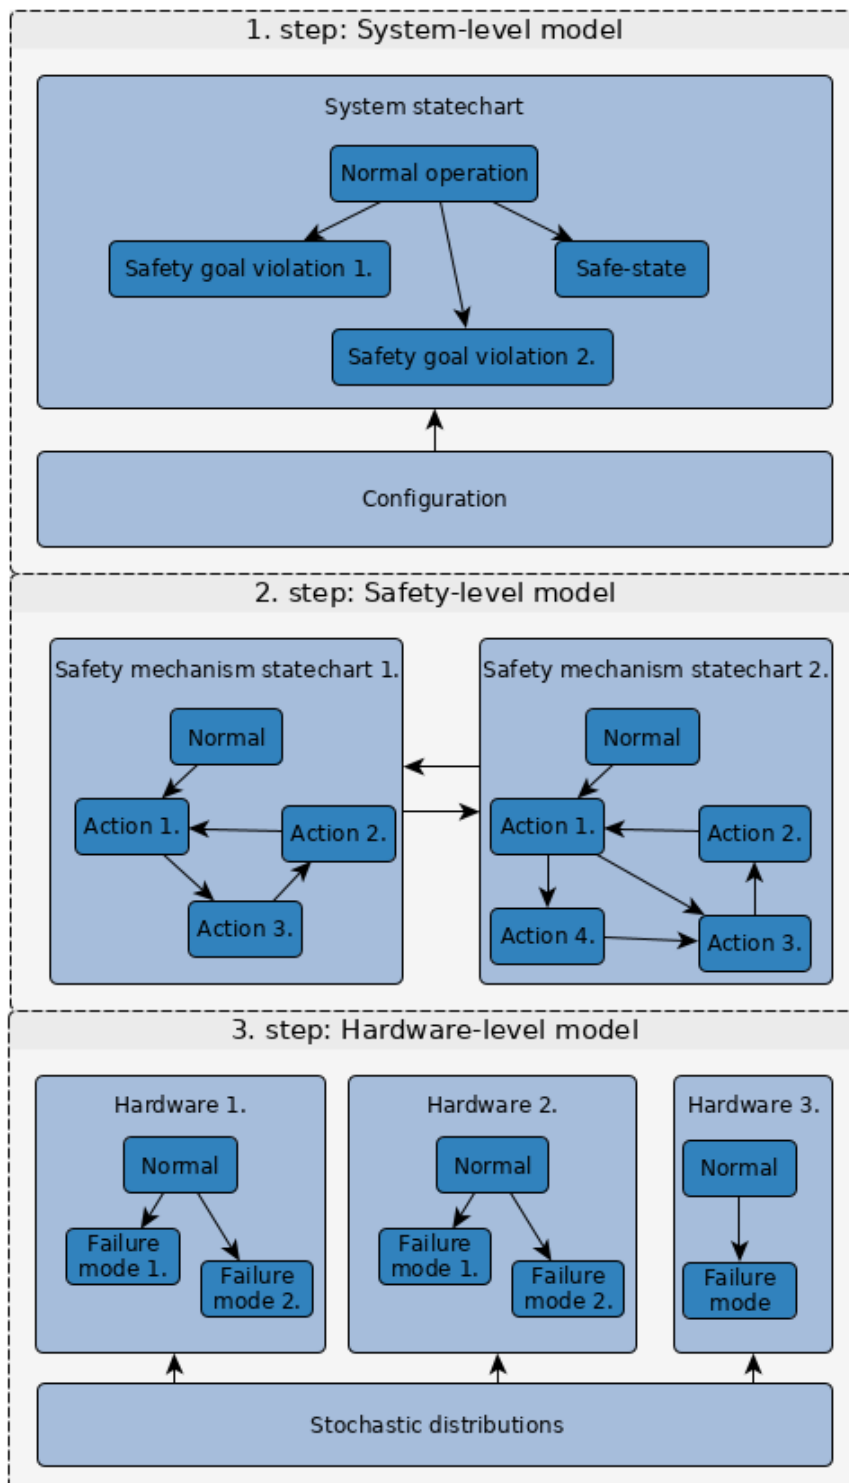 1. step: System-level model
System statechart
Normal operation
Safety goal violation 1.
Safe-state
Safety goal violation 2.
Configuration
2. step: Safety-level model
Safety mechanism statechart 1.
Normal
Action 1.
Action 2.
Action 3.
Safety mechanism statechart 2.
Normal
Action 1.
Action 2.
Action 4.
Action 3.
3. step: Hardware-level model
Hardware 1.
Normal
Failure
mode 1.
Failure
mode 2.
Hardware 2.
Normal
Failure
mode 1.
Failure
mode 2.
Hardware 3.
Normal
Failure
mode
Stochastic distributions